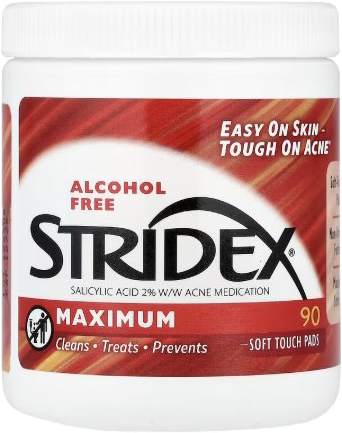 EASY ON SKIN -
TOUGH ON ACNE®
ALCOHOL
FREE
STRIDEX®
SALICYLIC ACID 2% W/W ACNE MEDICATION
MAXIMUM
90
Cleans • Treats • Prevents
SOFT TOUCH PADS